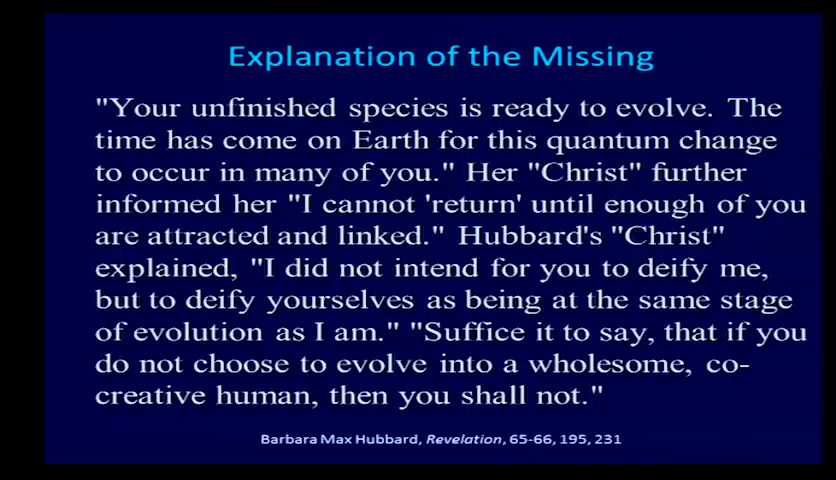 Explanation of the Missing
"Your unfinished species is ready to evolve. The
time has come on Earth for this quantum change
to occur in many of you." Her "Christ" further
informed her "I cannot 'return' until enough of you
are attracted and linked." Hubbard's "Christ"
explained, "I did not intend for you to deify me,
but to deify yourselves as being at the same stage
of evolution as I am." "Suffice it to say, that if you
do not choose to evolve into a wholesome, co-
creative human, then you shall not."
Barbara Max Hubbard, Revelation, 65-66, 195, 231